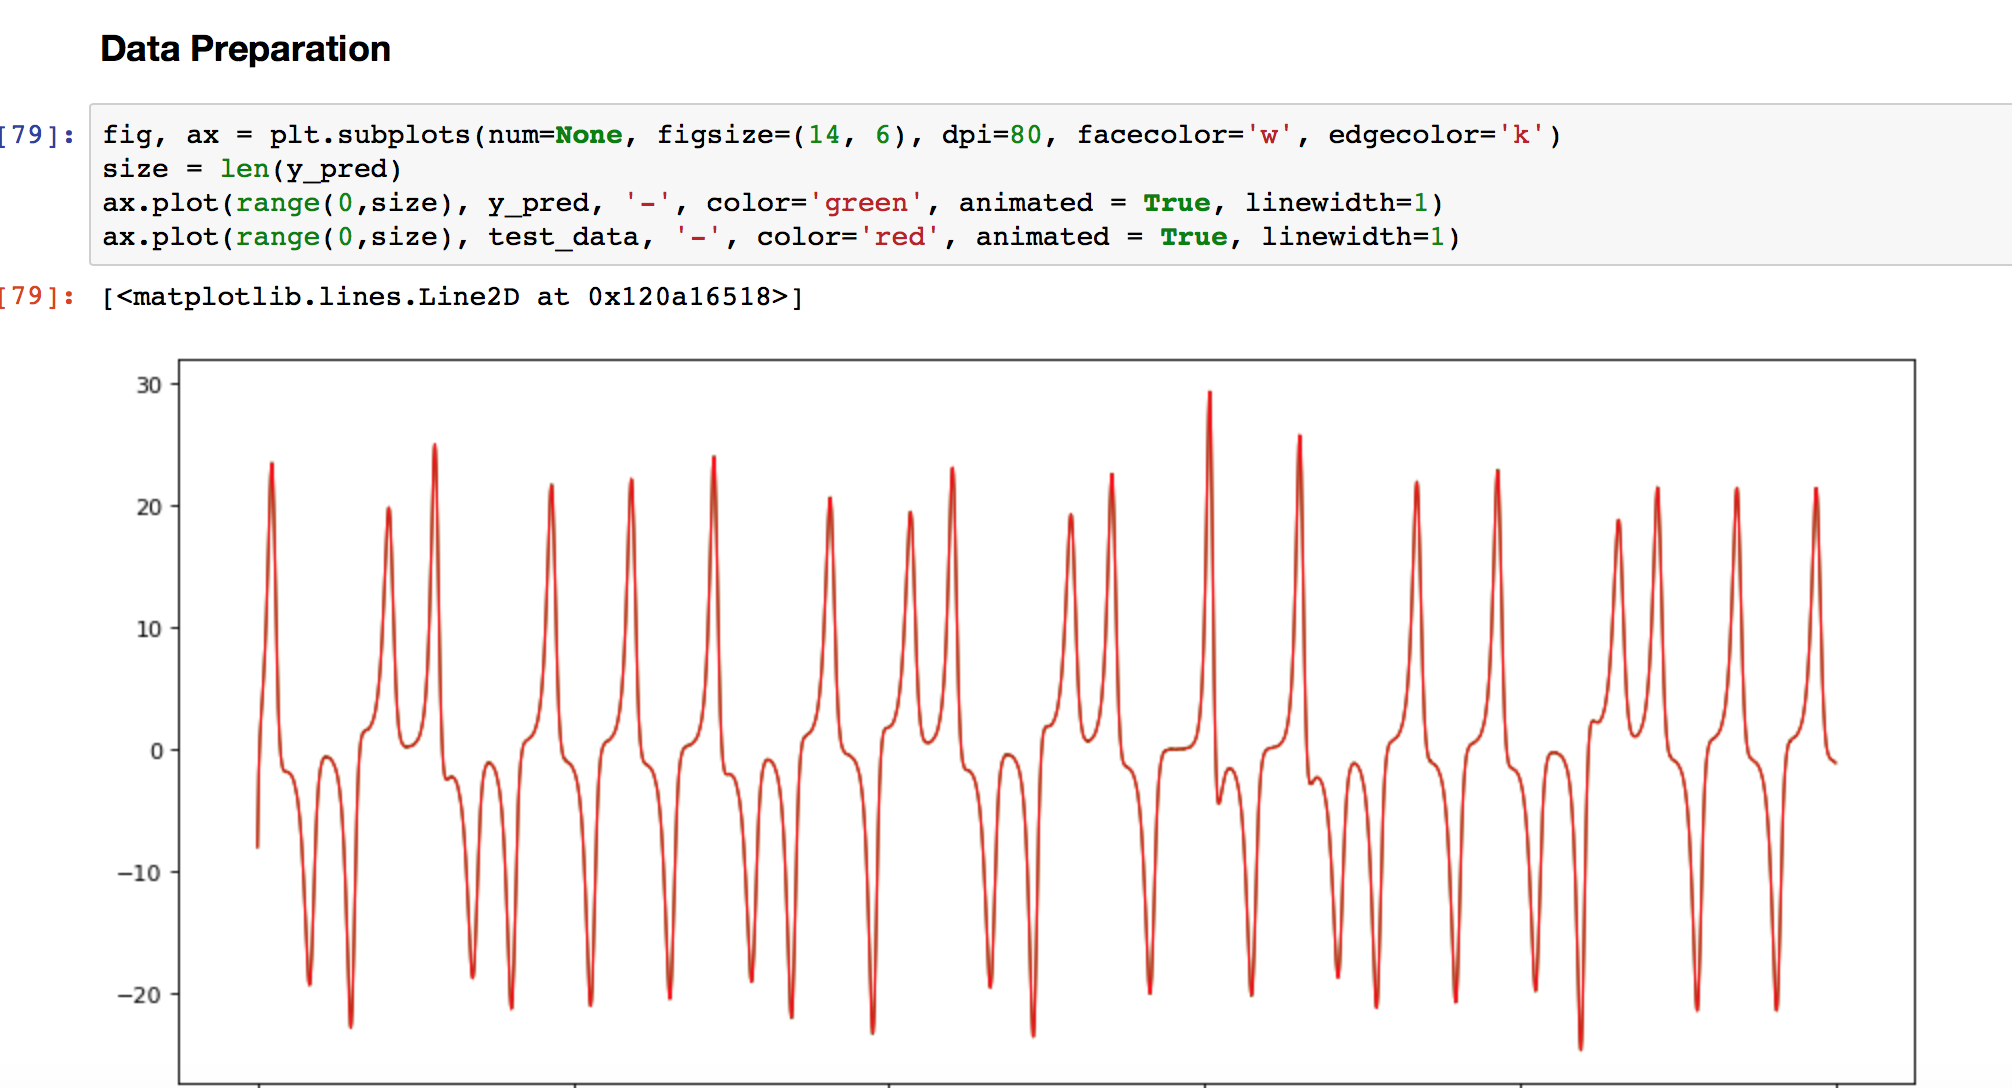 Data Preparation
[79]:
fig, ax = plt.subplots(num=None, figsize=(14, 6), dpi=80, facecolor='w', edgecolor='k')
size = len(y_pred)
ax.plot(range(0,size), y_pred, '-', color='green', animated = True, linewidth=1)
ax.plot(range(0,size), test_data, '-', color='red', animated = True, linewidth=1)
[79]:
[<matplotlib.lines.Line2D at 0x120a16518>]
30
20
10
0
−10
−20